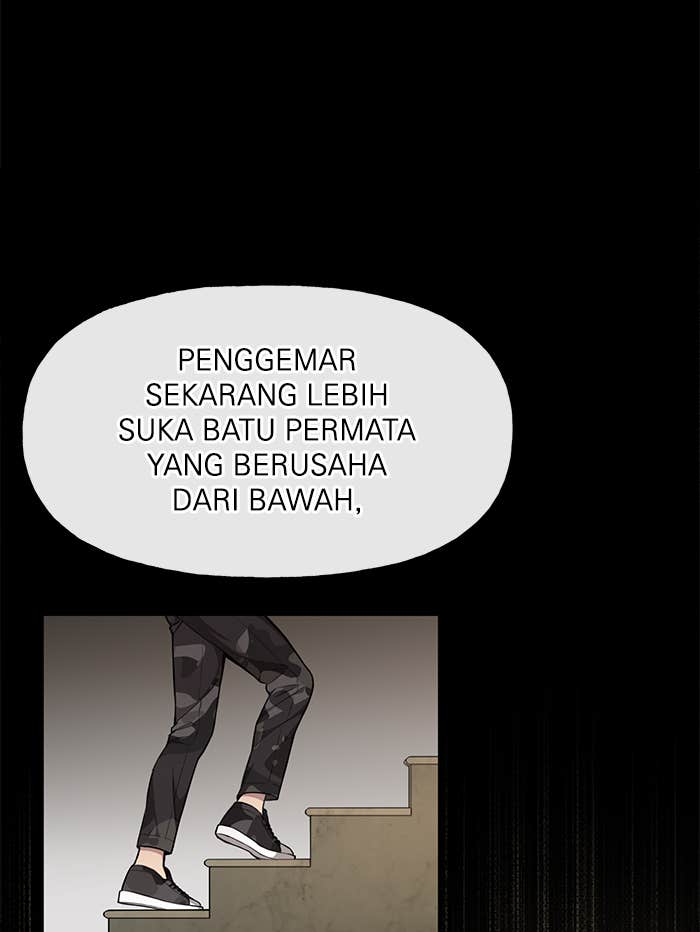 PENGGEMAR
SEKARANG LEBIH
SUKA BATU PERMATA
YANG BERUSAHA
DARI BAWAH,